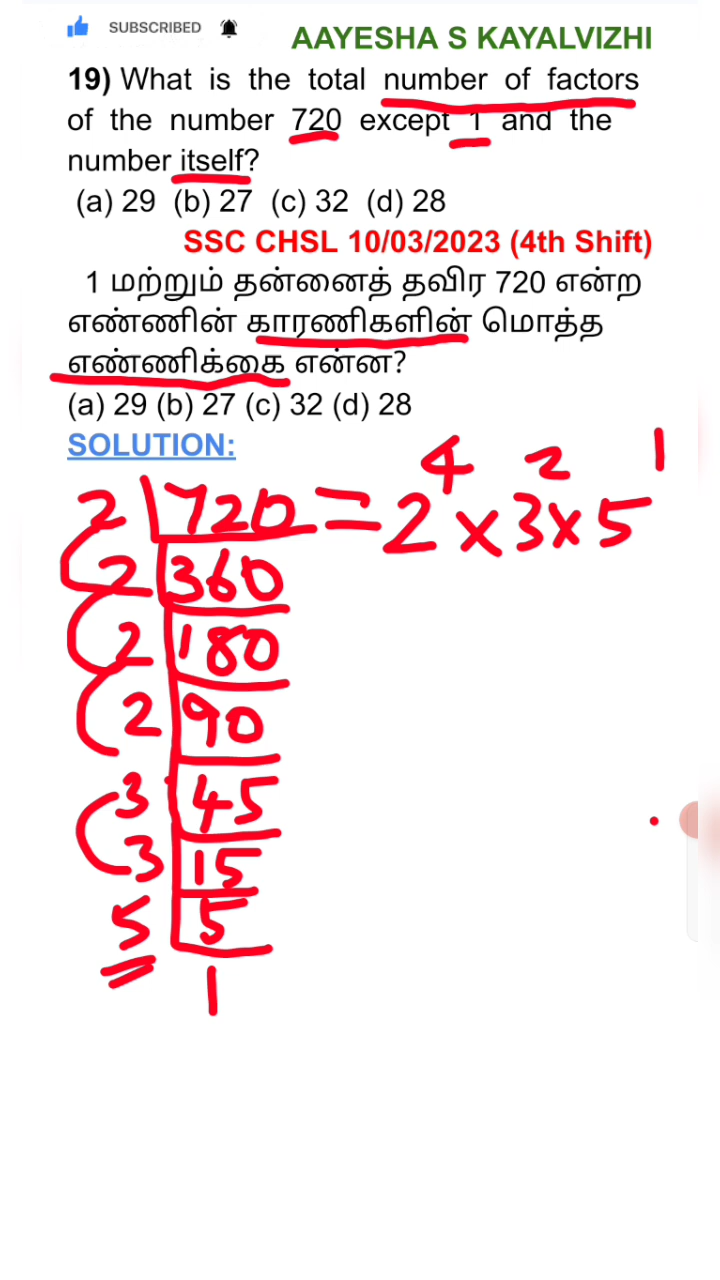 SUBSCRIBED
AAYESHA S KAYALVIZHI
19) What is the total number of factors
of the number 720 except 1 and the
number itself?
(a) 29 (b) 27 (c) 32 (d) 28
SSC CHSL 10/03/2023 (4th Shift)
1 மற்றும் தன்னைத் தவிர 720 என்ற
எண்ணின் காரணிகளின் மொத்த
எண்ணிக்கை என்ன?
(a) 29 (b) 27 (c) 32 (d) 28
SOLUTION:
2 | 720 = 2^4 x 3^2 x 5^1
2 | 360
2 | 180
2 | 90
3 | 45
3 | 15
5 | 5
1